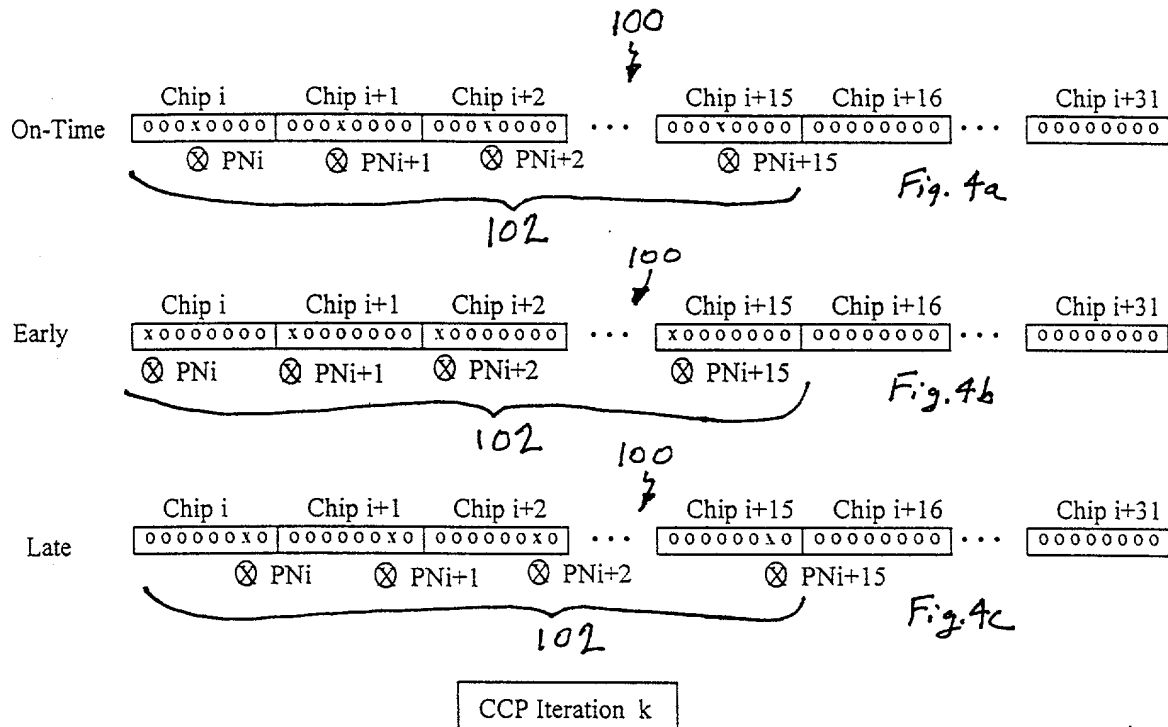 100
Chip i Chip i+1 Chip i+2 Chip i+15 Chip i+16 Chip i+31
On-Time 000x0000 000x0000 000x0000 ... 000x0000 00000000 ... 00000000
⊗ PNi ⊗ PNi+1 ⊗ PNi+2 ⊗ PNi+15
Fig. 4a
102
100
Chip i Chip i+1 Chip i+2 Chip i+15 Chip i+16 Chip i+31
Early x0000000 x0000000 x0000000 ... x0000000 00000000 ... 00000000
⊗ PNi ⊗ PNi+1 ⊗ PNi+2 ⊗ PNi+15
Fig. 4b
102
100
Chip i Chip i+1 Chip i+2 Chip i+15 Chip i+16 Chip i+31
Late 000000x0 000000x0 000000x0 ... 000000x0 00000000 ... 00000000
⊗ PNi ⊗ PNi+1 ⊗ PNi+2 ⊗ PNi+15
Fig. 4c
102
CCP Iteration k